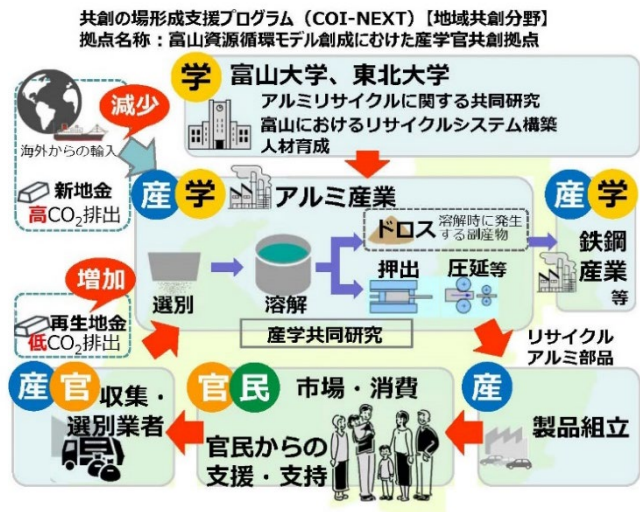 共創の場形成支援プログラム（COI-NEXT）【地域共創分野】
拠点名称：富山資源循環モデル創成にむけた産学官共創拠点
減少
海外からの輸入
新地金
高CO₂排出
学
富山大学、東北大学
アルミリサイクルに関する共同研究
富山におけるリサイクルシステム構築
人材育成
産学
アルミ産業
ドロス
溶解時に発生
する副産物
選別
溶解
押出
圧延等
産学共同研究
産学
鉄鋼
産業
等
増加
再生地金
低CO₂排出
リサイクル
アルミ部品
産官
収集・
選別業者
官民
市場・消費
官民からの
支援・支持
産
製品組立